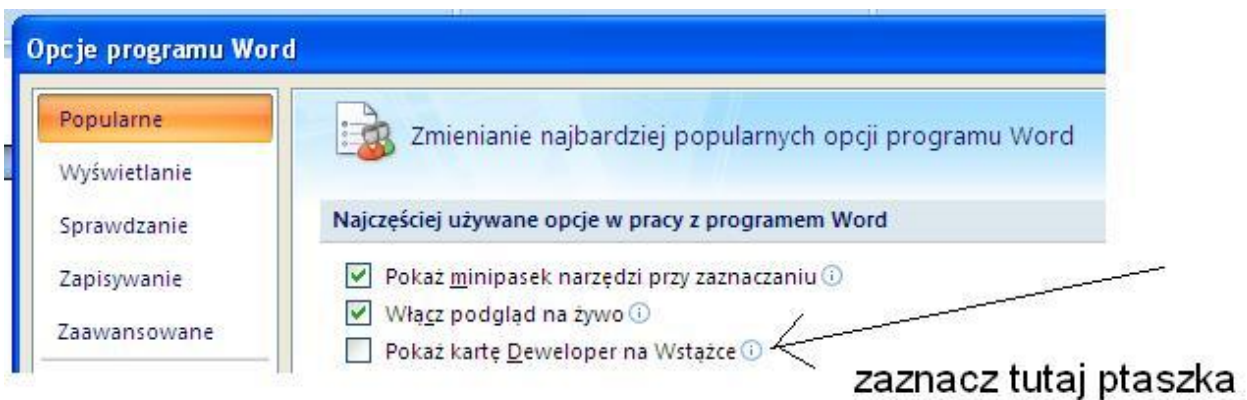 Opcje programu Word
Popularne
Wyświetlanie
Sprawdzanie
Zapisywanie
Zaawansowane
Zmienianie najbardziej popularnych opcji programu Word
Najczęściej używane opcje w pracy z programem Word
Pokaż minipasek narzędzi przy zaznaczaniu
Włącz podgląd na żywo
Pokaż kartę Deweloper na Wstążce
zaznacz tutaj ptaszka